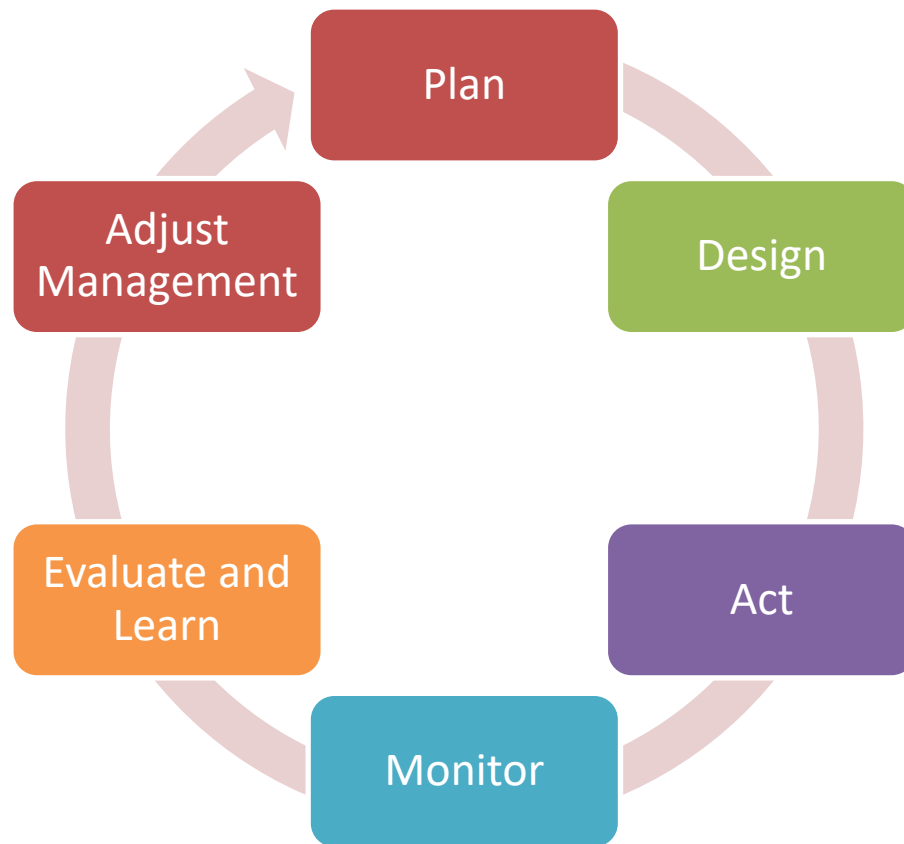 Plan
Design
Act
Monitor
Evaluate and
Learn
Adjust
Management